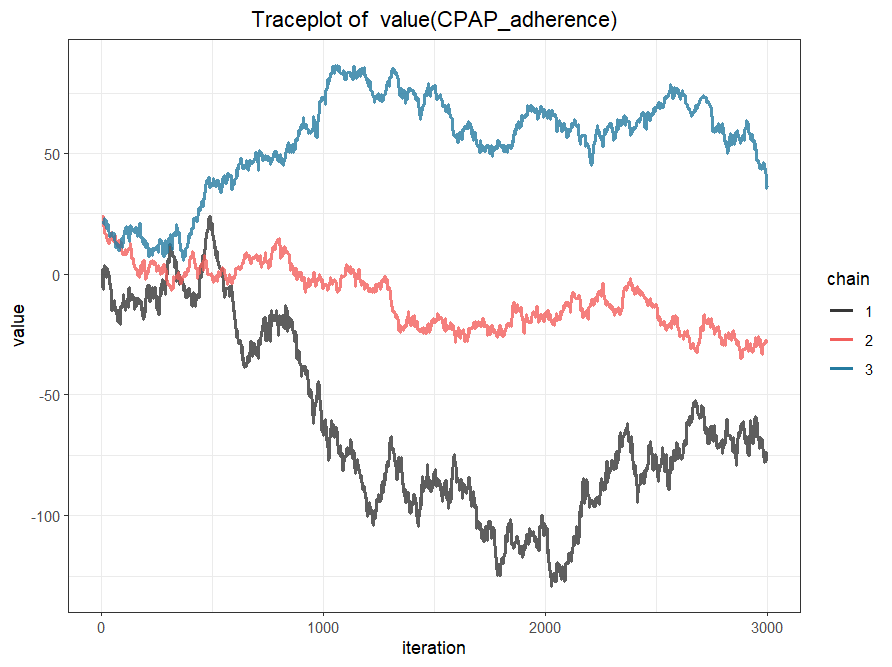 Traceplot of  value(CPAP_adherence)
value
50
0
-50
-100
0
1000
2000
3000
iteration
chain
1
2
3